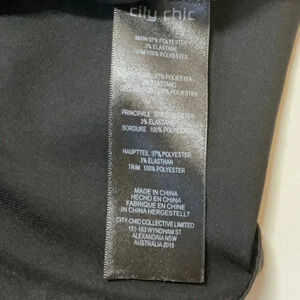 city chic
MAIN 97% POLYESTER
3% ELASTANE
TRIM 100% POLYESTER
97% POLIESTER
PRINCIPALE
3% ELASTHANNE
BORDURE 100% POLYESTER
HAUPTTEIL 97% POLYESTER
3% ELASTHAN
TRIM 100% POLYESTER
MADE IN CHINA
HECHO EN CHINA
FABRIQUE EN CHINE
IN CHINA HERGESTELLT
CITY CHIC COLLECTIVE LIMITED
151-163 WYNDHAM ST
ALEXANDRIA NSW
AUSTRALIA 2015